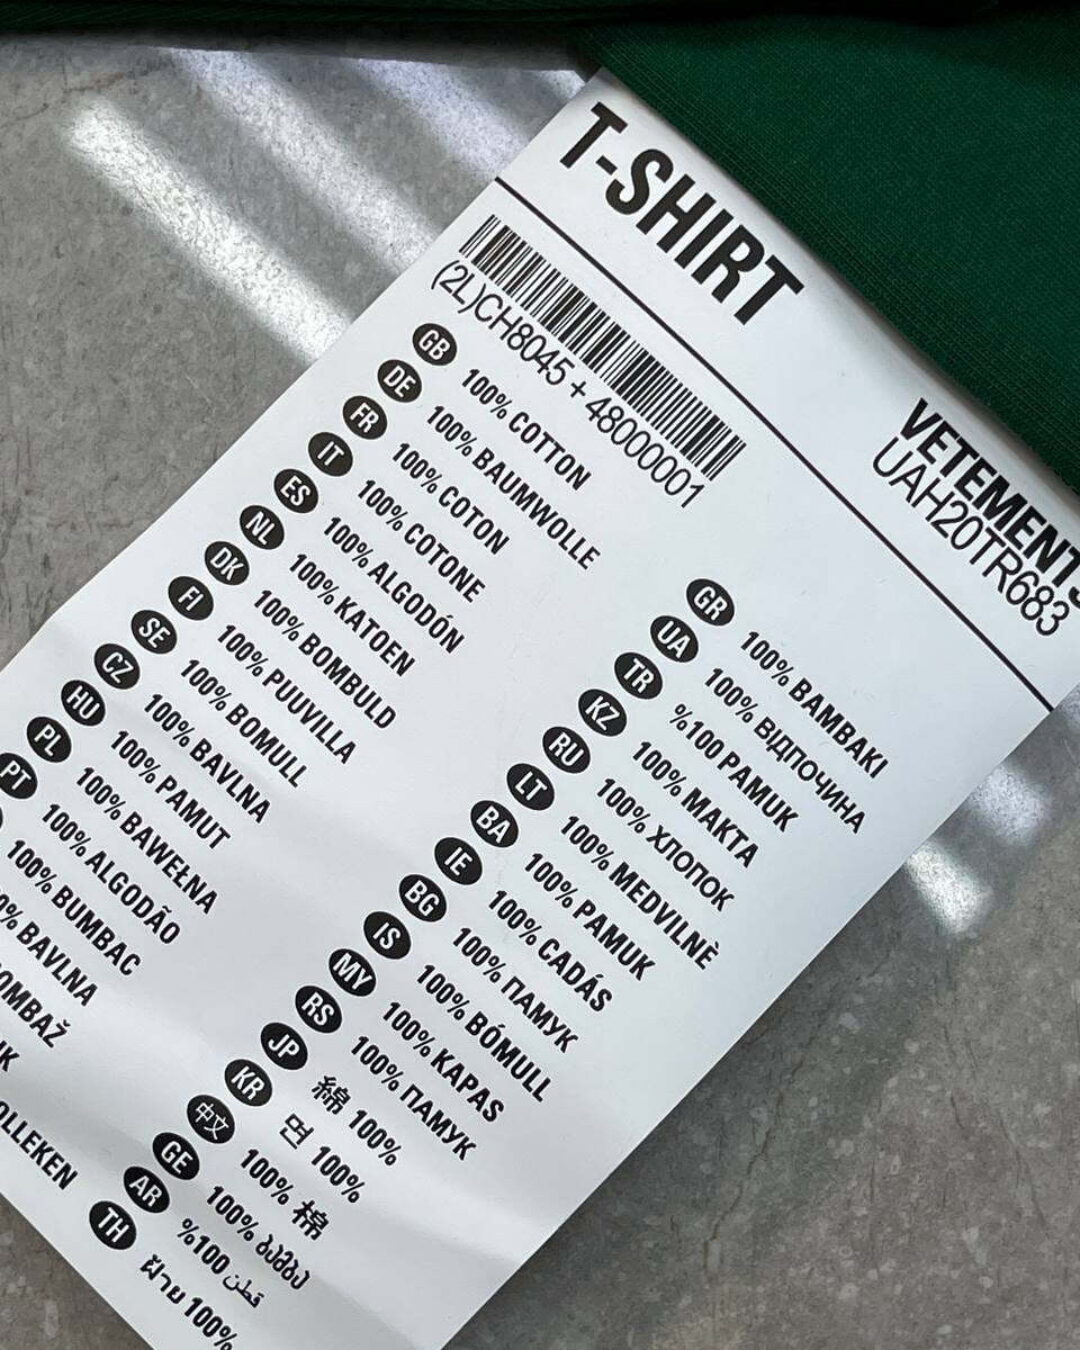 T-SHIRT
VETEMENTS
UAH20TR683
(2L)CH8045 + 48000001
GB 100% COTTON
DE 100% BAUMWOLLE
FR 100% COTON
IT 100% COTONE
ES 100% ALGODÓN
NL 100% KATOEN
DK 100% BOMBULD
FI 100% PUUVILLA
SE 100% BOMULL
CZ 100% BAVLNA
HU 100% PAMUT
PL 100% BAWEŁNA
PT 100% ALGODÃO
100% BUMBAC
0% BAVLNA
OMBAŽ
IK
OLLEKEN
GR 100% BAMBAKI
UA 100% ВІДПОЧИНА
TR %100 PAMUK
KZ 100% МАКТА
RU 100% ХЛОПОК
LT 100% MEDVILNĖ
BA 100% PAMUK
IE 100% CADÁS
BG 100% ПАМУК
IS 100% BÓMULL
MY 100% KAPAS
RS 100% ПАМУК
JP 綿 100%
KR 면 100%
中文 100% 棉
GE 100% ბამბა
AR %100 قطن
TH ฝ้าย 100%